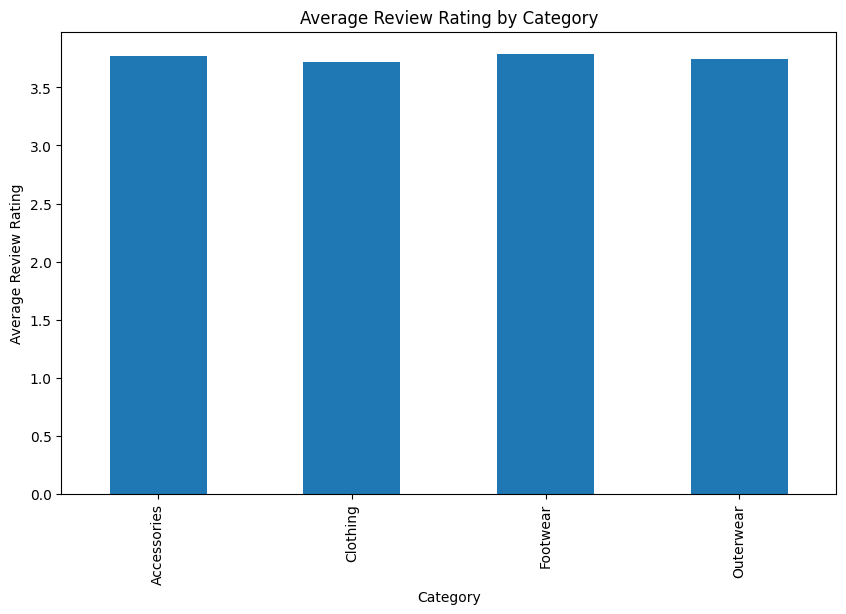 Average Review Rating by Category
Average Review Rating
3.5
3.0
2.5
2.0
1.5
1.0
0.5
0.0
Accessories
Clothing
Footwear
Outerwear
Category